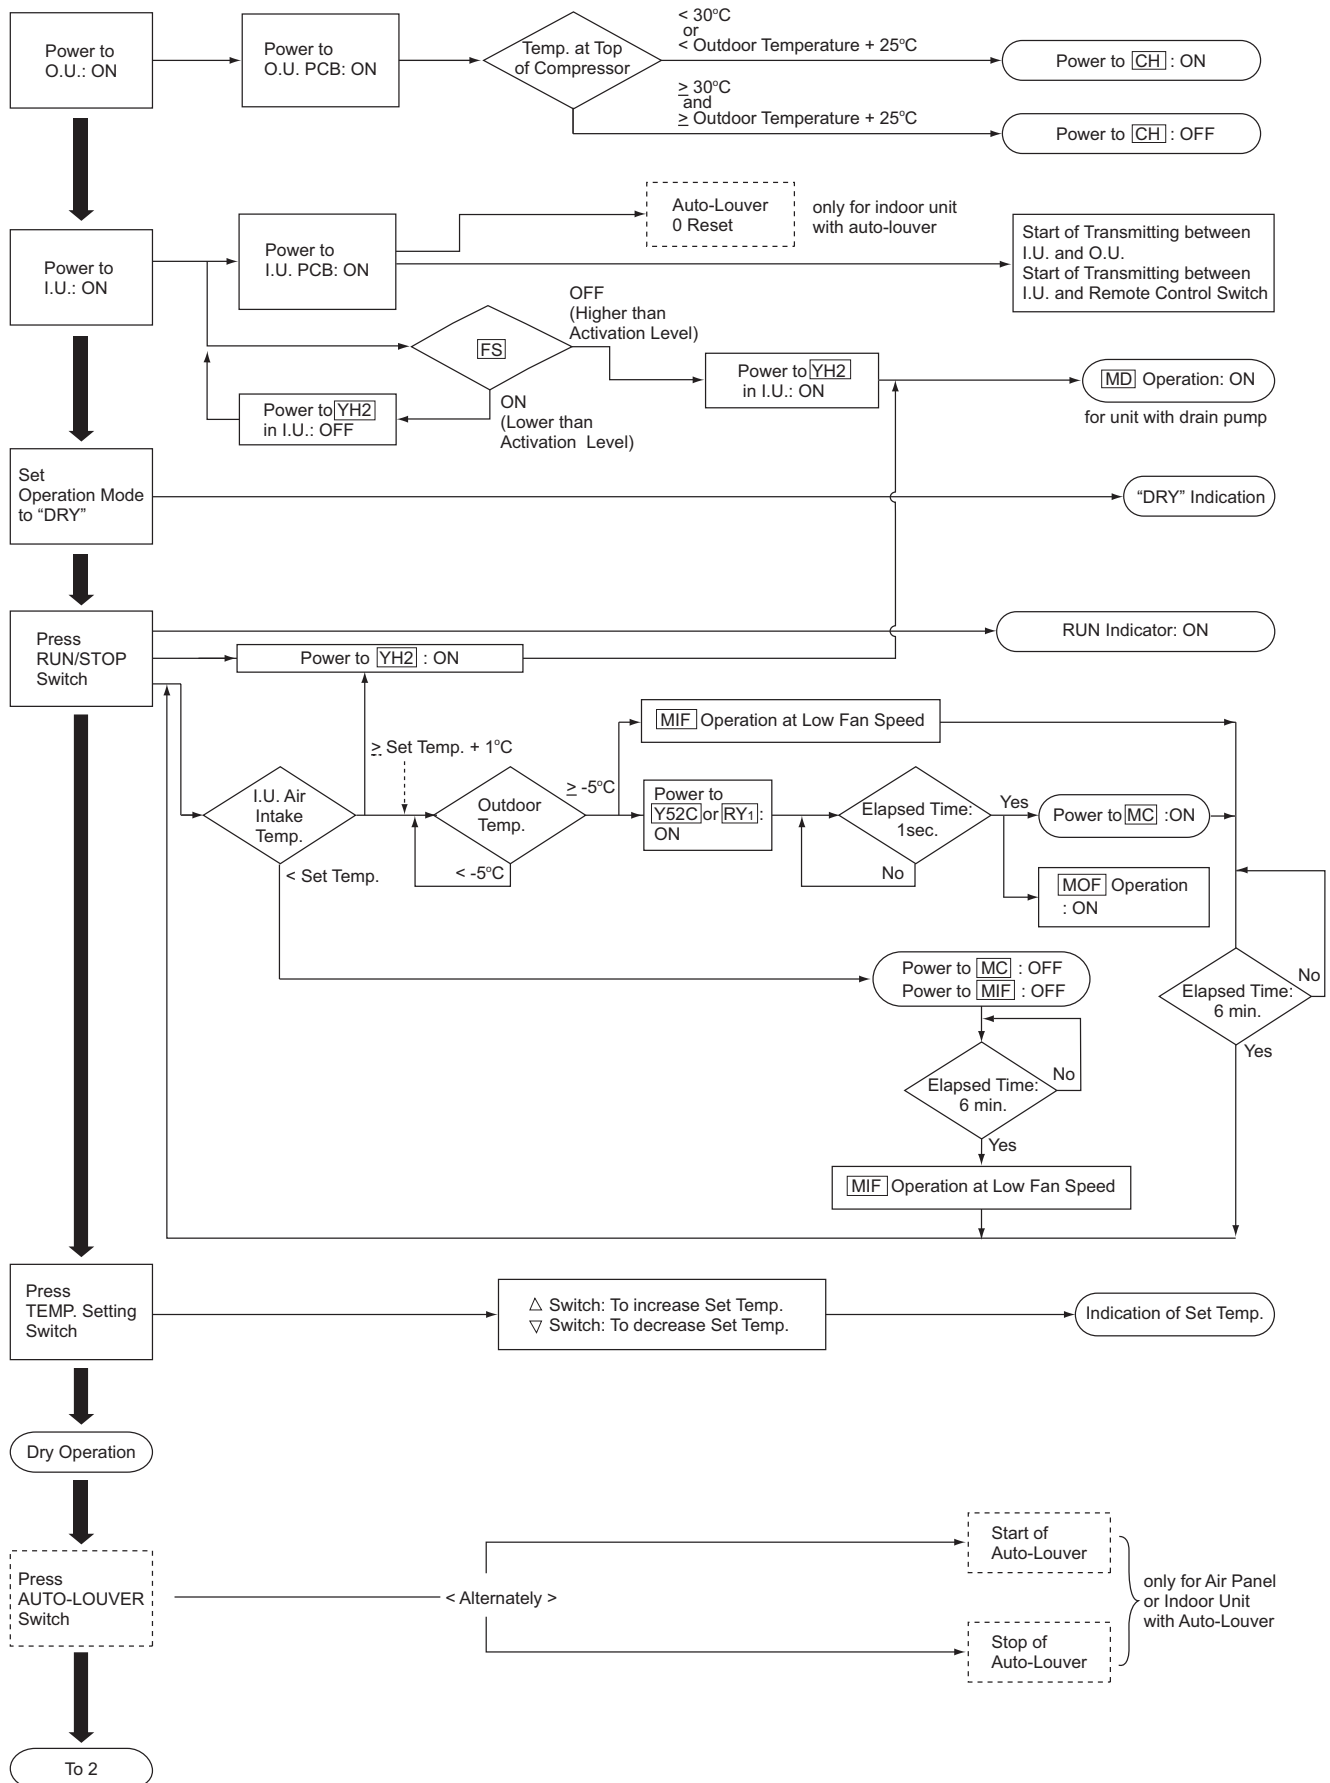 Power to
O.U.: ON
Power to
O.U. PCB: ON
Temp. at Top
of Compressor
< 30°C
or
< Outdoor Temperature + 25°C
Power to CH : ON
≥ 30°C
and
≥ Outdoor Temperature + 25°C
Power to CH : OFF
Power to
I.U.: ON
Power to
I.U. PCB: ON
Auto-Louver
0 Reset
only for indoor unit
with auto-louver
Start of Transmitting between
I.U. and O.U.
Start of Transmitting between
I.U. and Remote Control Switch
FS
OFF
(Higher than
Activation Level)
ON
(Lower than
Activation Level)
Power to YH2
in I.U.: OFF
Power to YH2
in I.U.: ON
MD Operation: ON
for unit with drain pump
Set
Operation Mode
to “DRY”
“DRY” Indication
Press
RUN/STOP
Switch
RUN Indicator: ON
Power to YH2 : ON
I.U. Air
Intake
Temp.
≥ Set Temp. + 1°C
< Set Temp.
Outdoor
Temp.
≥ -5°C
< -5°C
MIF Operation at Low Fan Speed
Power to
Y52C or RY1:
ON
Elapsed Time:
1sec.
Yes
No
Power to MC :ON
MOF Operation
: ON
Power to MC : OFF
Power to MIF : OFF
Elapsed Time:
6 min.
No
Yes
MIF Operation at Low Fan Speed
Elapsed Time:
6 min.
No
Yes
Press
TEMP. Setting
Switch
△ Switch: To increase Set Temp.
▽ Switch: To decrease Set Temp.
Indication of Set Temp.
Dry Operation
Press
AUTO-LOUVER
Switch
< Alternately >
Start of
Auto-Louver
Stop of
Auto-Louver
only for Air Panel
or Indoor Unit
with Auto-Louver
To 2